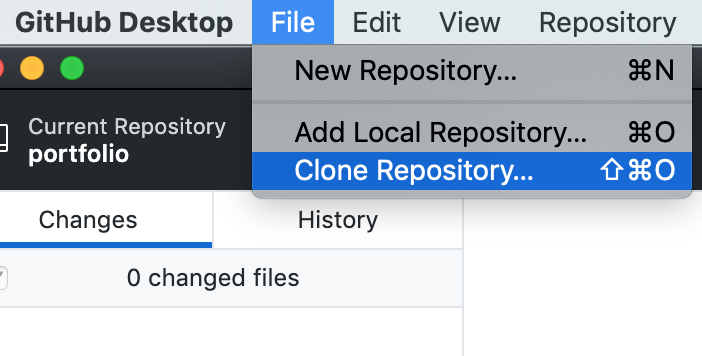 GitHub Desktop File Edit View Repository
New Repository... ⌘N
Add Local Repository... ⌘O
Clone Repository... ⇧⌘O
Current Repository
portfolio
Changes History
0 changed files